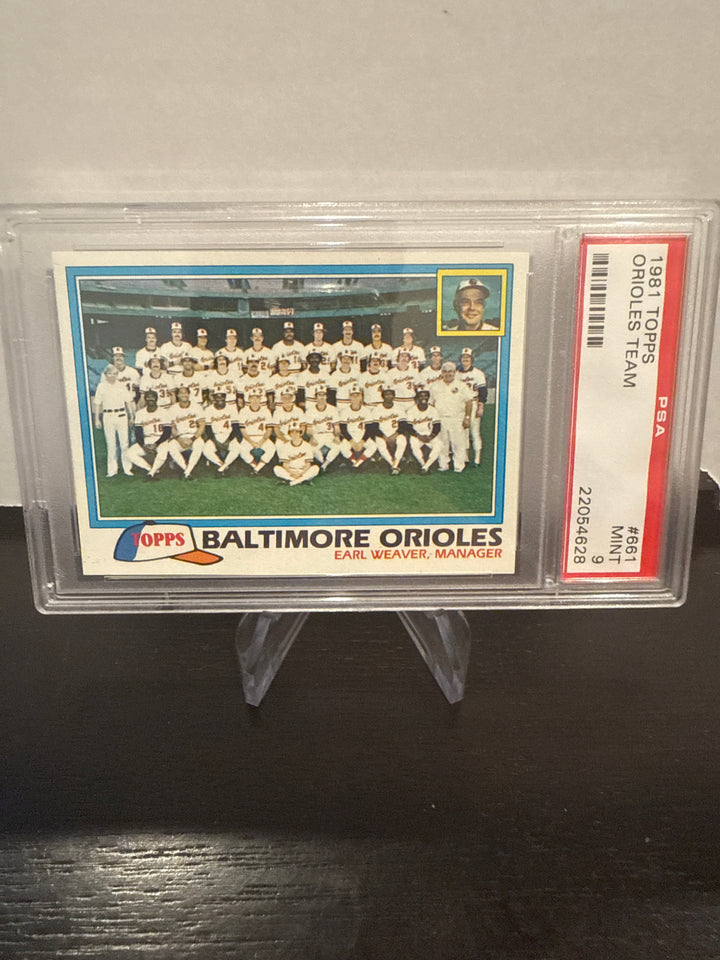 TOPPS
BALTIMORE ORIOLES
EARL WEAVER, MANAGER
1981 TOPPS
ORIOLES TEAM
PSA
#661
MINT 9
22054628